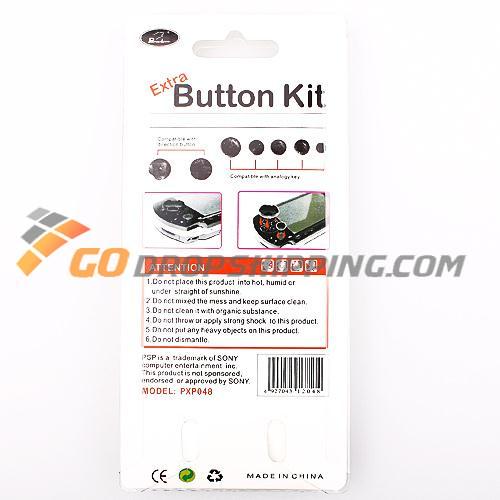 Extra
Button Kit
Compatible with
direction button
Compatible with analogy key
GODROPSHIPPING.COM
ATTENTION
1.Do not place this product into hot, humid or
under straight of sunshine.
2.Do not mixed the mess and keep surface clean.
3.Do not clean it with organic substance.
4.Do not throw or apply strong shock to this product.
5.Do not put any heavy objects on this product.
6.Do not dismantle.
PSP is a trademark of SONY
computer entertainment inc.
This product is not sponsored,
endorsed or approved by SONY.
MODEL: PXP048
CE
MADE IN CHINA